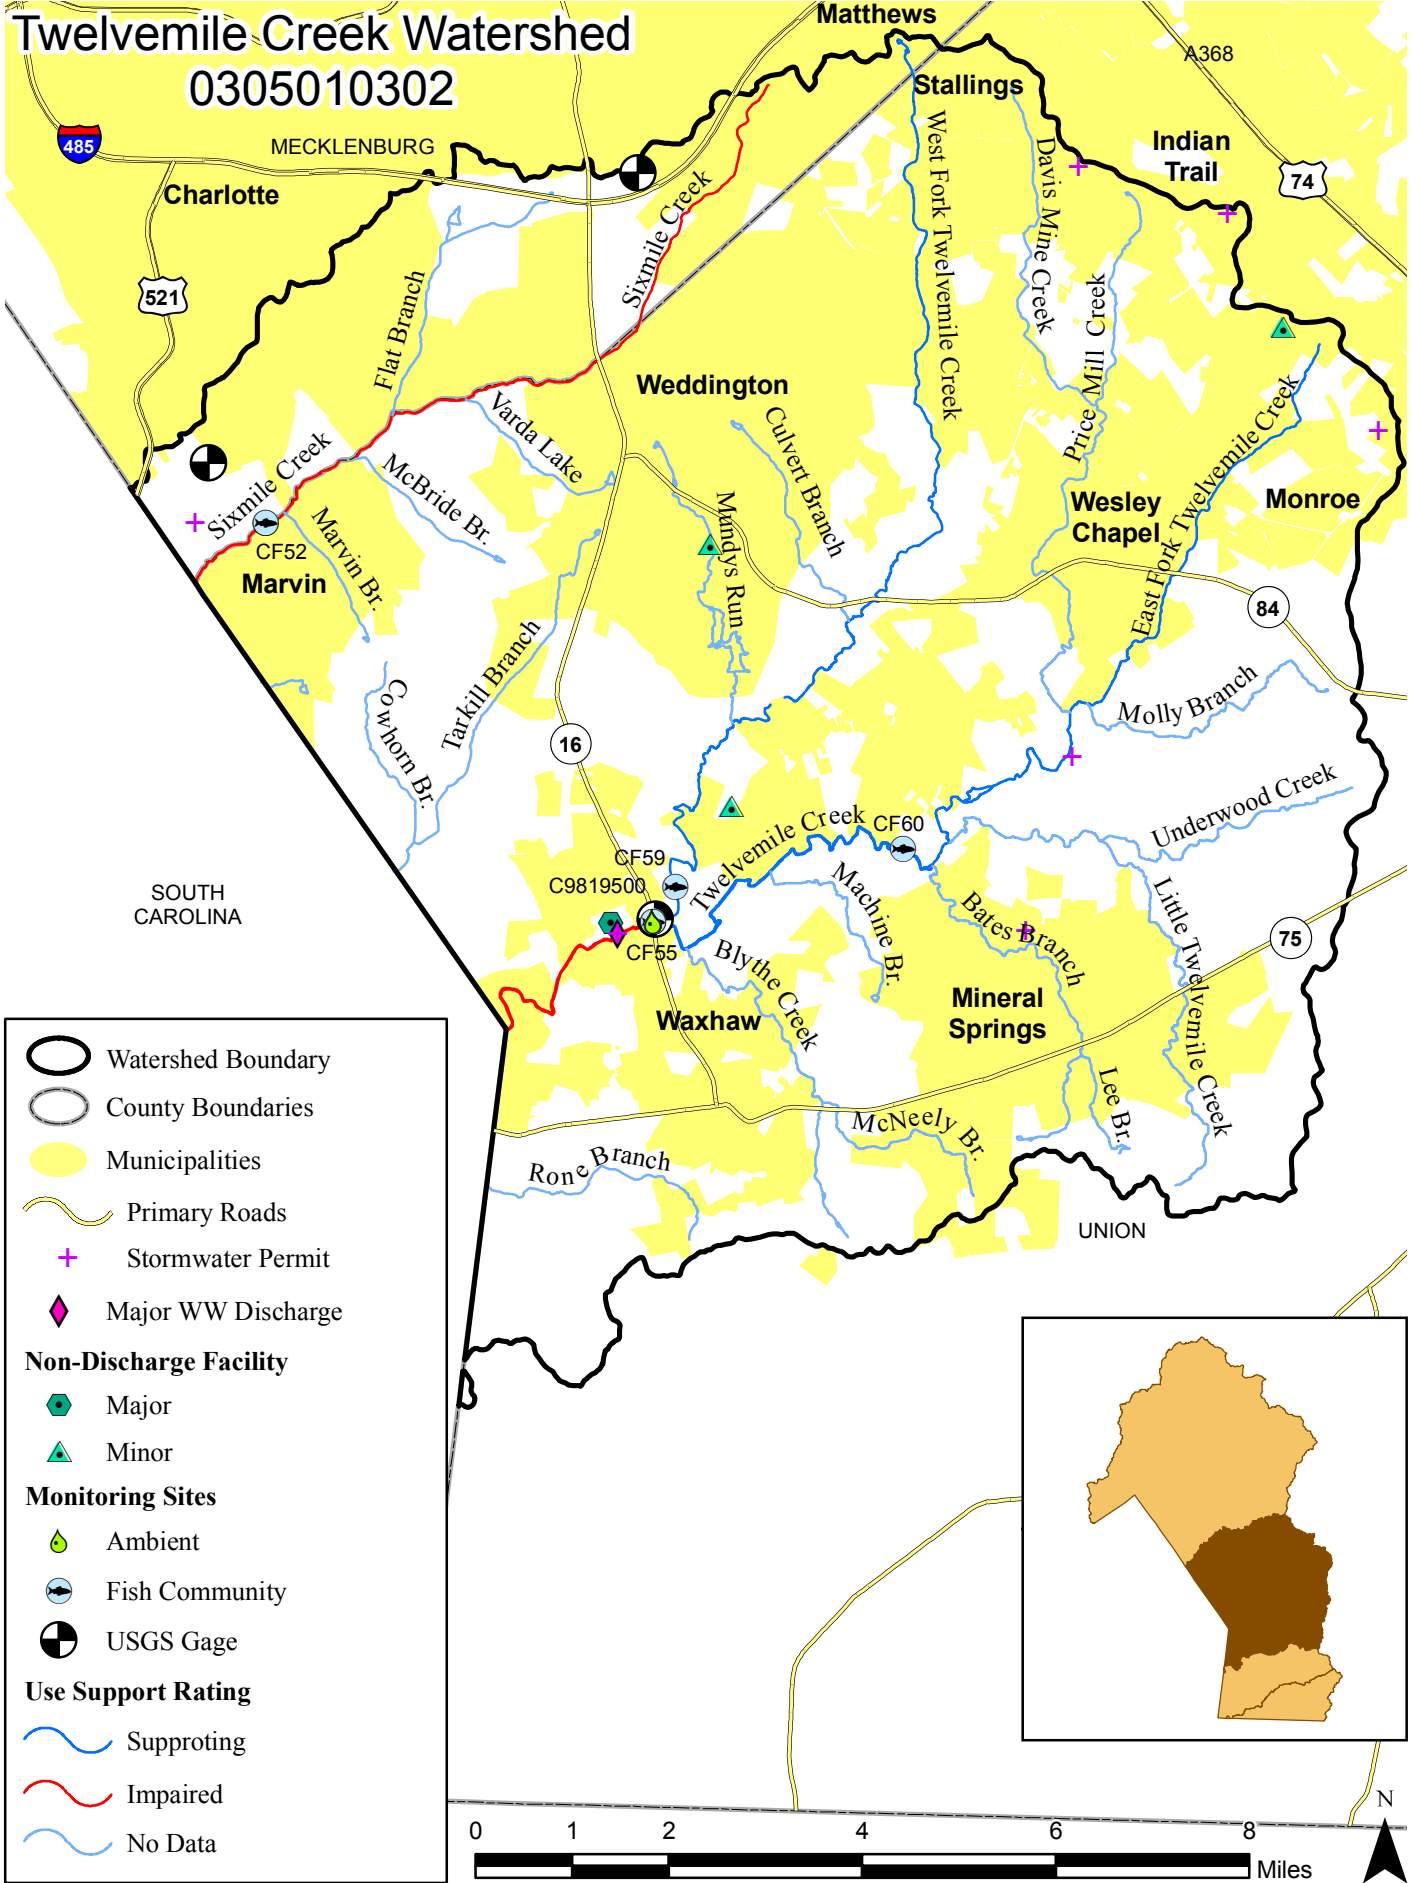 Twelvemile Creek Watershed
0305010302
Matthews
Stallings
A368
Indian
Trail
74
485
MECKLENBURG
Charlotte
521
Sixmile Creek
West Fork Twelvemile Creek
Davis Mine Creek
Price Mill Creek
Flat Branch
Weddington
Varda Lake
Culvert Branch
McBride Br.
Sixmile Creek
CF52
Marvin
Marvin Br.
Mundys Run
Wesley
Chapel
East Fork Twelvemile Creek
Monroe
84
Tarkill Branch
Cowhorn Br.
16
Molly Branch
Underwood Creek
Twelvemile Creek
CF60
CF59
C9819500
CF55
SOUTH
CAROLINA
Machine Br.
Bates Branch
Little Twelvemile Creek
75
Blythe Creek
Waxhaw
Mineral
Springs
Lee Br.
McNeely Br.
Rone Branch
UNION
Watershed Boundary
County Boundaries
Municipalities
Primary Roads
Stormwater Permit
Major WW Discharge
Non-Discharge Facility
Major
Minor
Monitoring Sites
Ambient
Fish Community
USGS Gage
Use Support Rating
Supproting
Impaired
No Data
0 1 2 4 6 8
Miles
N